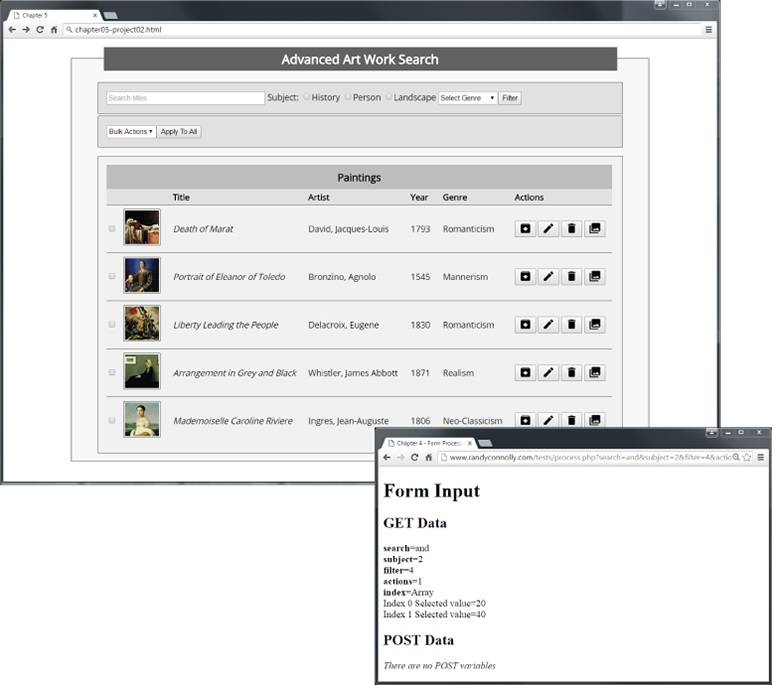 Chapter 5
chapter05-project02.html
Advanced Art Work Search
Search titles Subject: History Person Landscape Select Genre Filter
Bulk Actions Apply To All
Paintings
Title Artist Year Genre Actions
Death of Marat David, Jacques-Louis 1793 Romanticism
Portrait of Eleanor of Toledo Bronzino, Agnolo 1545 Mannerism
Liberty Leading the People Delacroix, Eugene 1830 Romanticism
Arrangement in Grey and Black Whistler, James Abbott 1871 Realism
Mademoiselle Caroline Riviere Ingres, Jean-Auguste 1806 Neo-Classicism
Chapter 4 - Form Process
www.randyconnolly.com/tests/process.php?search=and&subject=2&filter=4&actio
Form Input
GET Data
search=and
subject=2
filter=4
actions=1
index=Array
Index 0 Selected value=20
Index 1 Selected value=40
POST Data
There are no POST variables